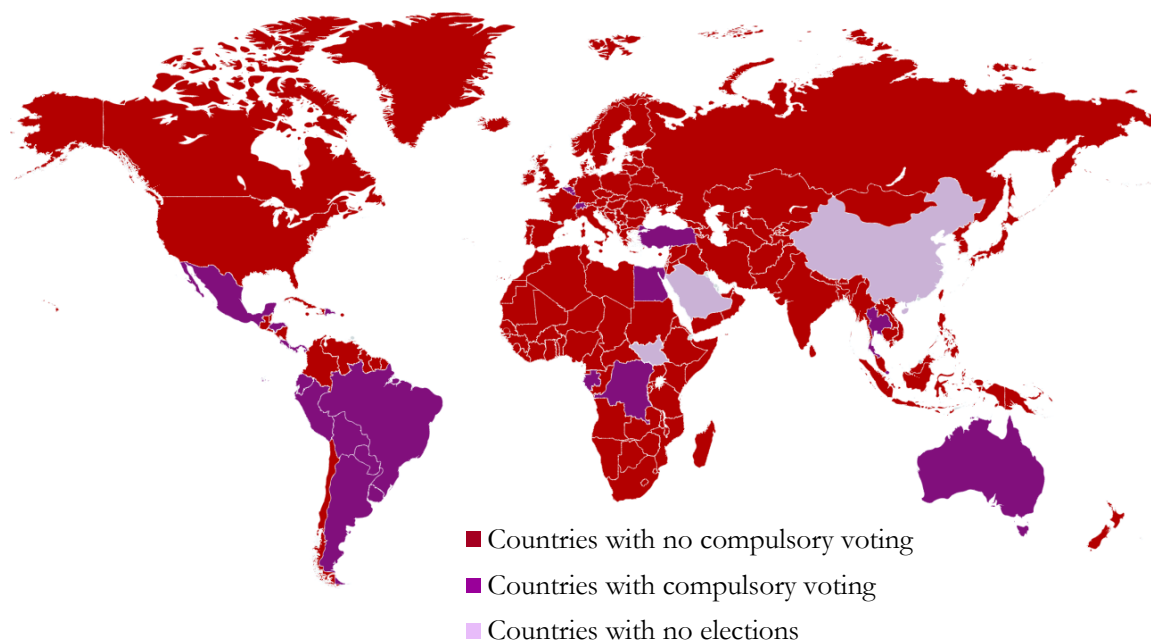 Countries with no compulsory voting
Countries with compulsory voting
Countries with no elections